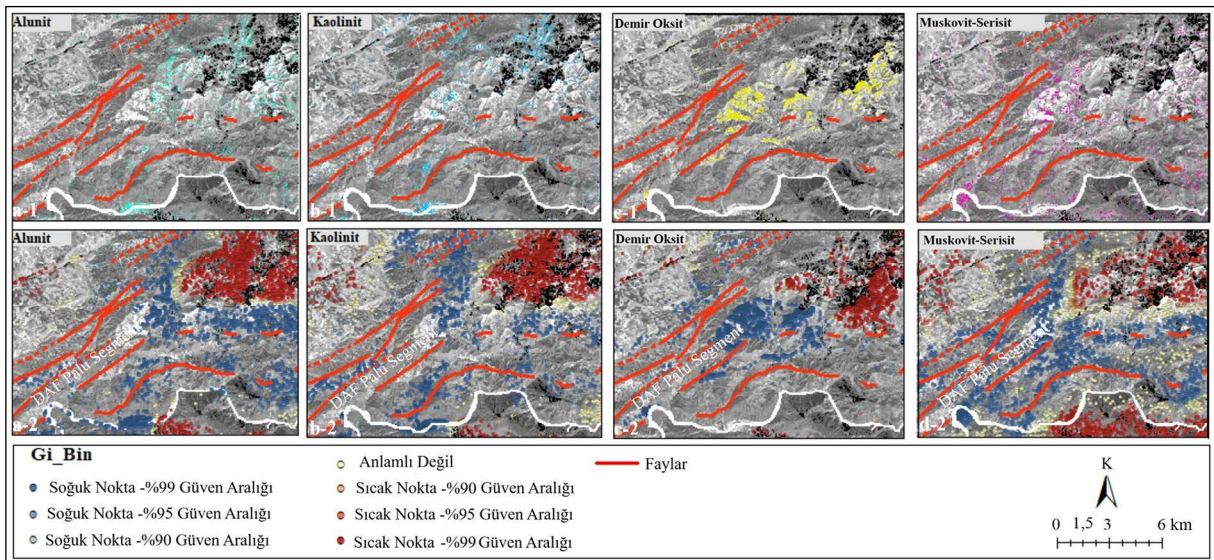 Alunit
Kaolinit
Demir Oksit
Muskovit-Serisit
a-1
b-1
c-1
Alunit
Kaolinit
Demir Oksit
Muskovit-Serisit
DAF Palu Segment
DAF Palu Segment
DAF Palu Segment
DAF Palu Segment
a-2
b-2
c-2
d-2
Gi_Bin
Soğuk Nokta -%99 Güven Aralığı
Soğuk Nokta -%95 Güven Aralığı
Soğuk Nokta -%90 Güven Aralığı
Anlamlı Değil
Sıcak Nokta -%90 Güven Aralığı
Sıcak Nokta -%95 Güven Aralığı
Sıcak Nokta -%99 Güven Aralığı
Faylar
K
0 1,5 3 6 km